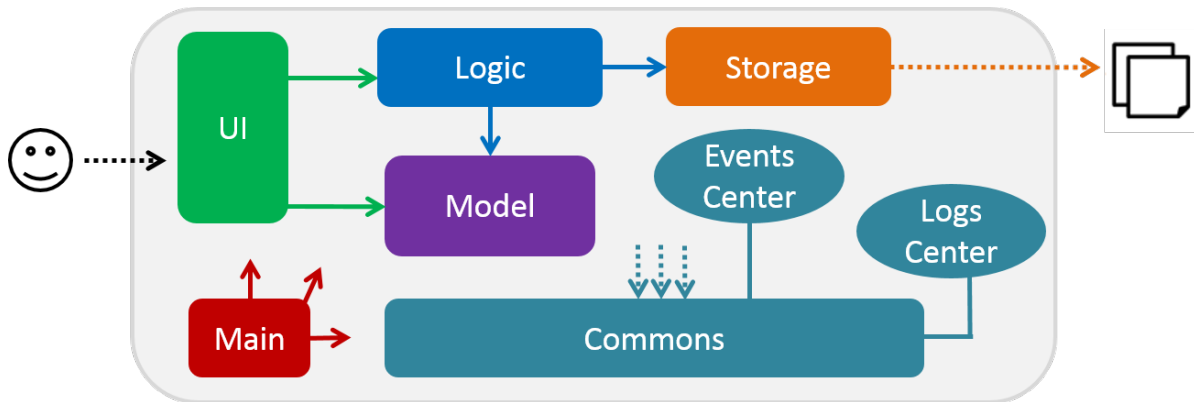 UI
Logic
Storage
Model
Events
Center
Logs
Center
Main
Commons